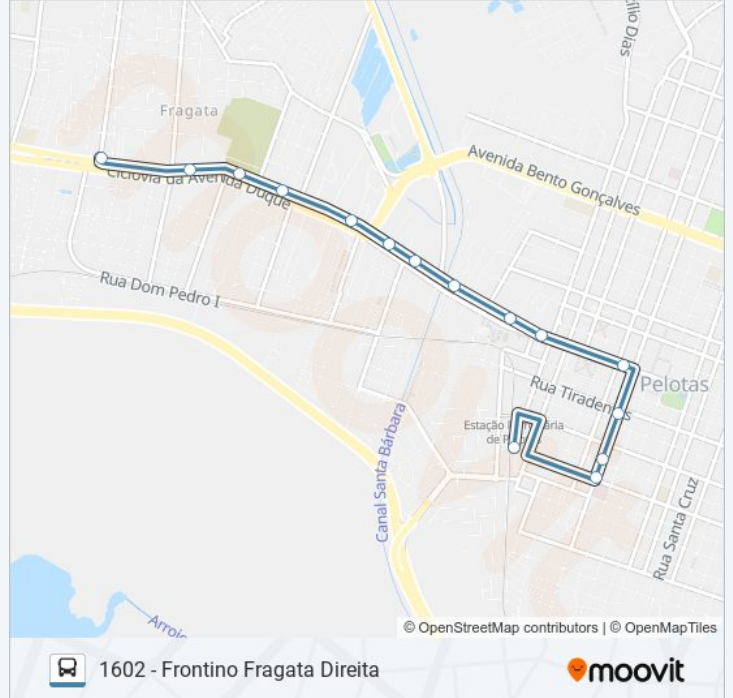 ílio Dias
Fragata
Avenida Bento Gonçalves
Ciclovia da Avenida Duque
Rua Dom Pedro I
Pelotas
Rua Tiradentes
Estação
de
Canal Santa Bárbara
Rua Santa Cruz
Arroio
© OpenStreetMap contributors | © OpenMapTiles
1602 - Frontino Fragata Direita
moovit